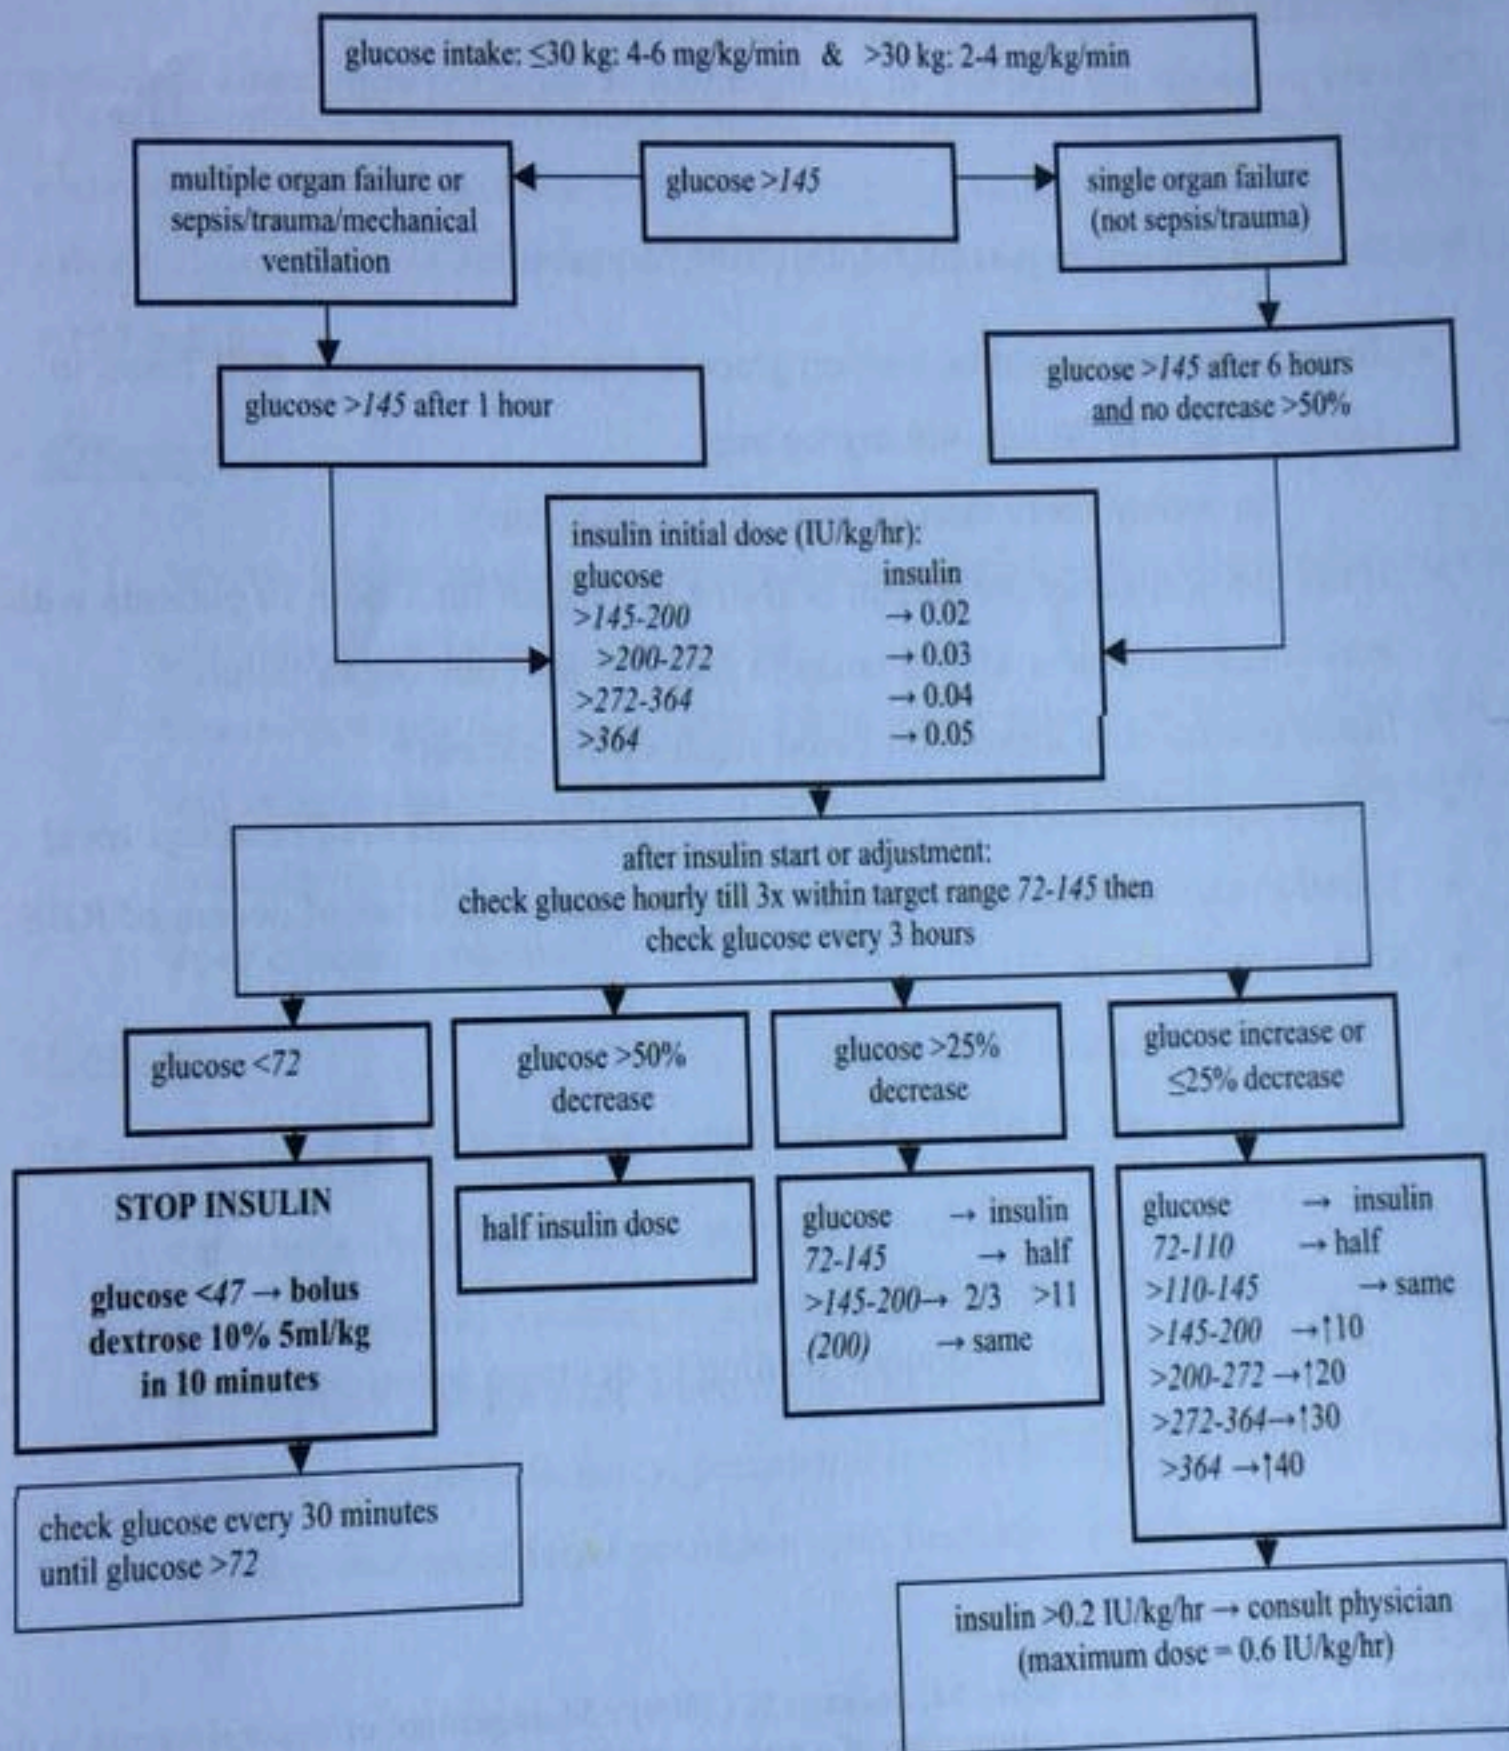 glucose intake: ≤30 kg: 4-6 mg/kg/min & >30 kg: 2-4 mg/kg/min
multiple organ failure or
sepsis/trauma/mechanical
ventilation
glucose >145
single organ failure
(not sepsis/trauma)
glucose >145 after 1 hour
glucose >145 after 6 hours
and no decrease >50%
insulin initial dose (IU/kg/hr):
glucose insulin
>145-200 → 0.02
>200-272 → 0.03
>272-364 → 0.04
>364 → 0.05
after insulin start or adjustment:
check glucose hourly till 3x within target range 72-145 then
check glucose every 3 hours
glucose <72
STOP INSULIN
glucose <47 → bolus
dextrose 10% 5ml/kg
in 10 minutes
check glucose every 30 minutes
until glucose >72
glucose >50%
decrease
half insulin dose
glucose >25%
decrease
glucose → insulin
72-145 → half
>145-200→ 2/3 >11
(200) → same
glucose increase or
≤25% decrease
glucose → insulin
72-110 → half
>110-145 → same
>145-200 →↑10
>200-272 →↑20
>272-364→↑30
>364 →↑40
insulin >0.2 IU/kg/hr → consult physician
(maximum dose = 0.6 IU/kg/hr)